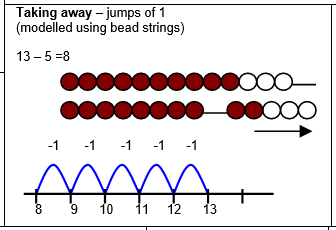 Taking away – jumps of 1
(modelled using bead strings)
13 – 5 =8
-1 -1 -1 -1 -1
8 9 10 11 12 13